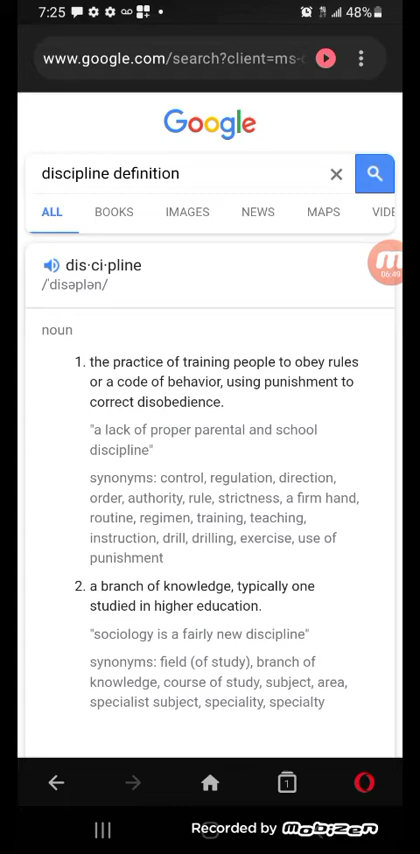 7:25
48%
www.google.com/search?client=ms-
Google
discipline definition
ALL BOOKS IMAGES NEWS MAPS VIDE
06:49
dis·ci·pline
/ˈdisəplən/
noun
1. the practice of training people to obey rules
or a code of behavior, using punishment to
correct disobedience.
"a lack of proper parental and school
discipline"
synonyms: control, regulation, direction,
order, authority, rule, strictness, a firm hand,
routine, regimen, training, teaching,
instruction, drill, drilling, exercise, use of
punishment
2. a branch of knowledge, typically one
studied in higher education.
"sociology is a fairly new discipline"
synonyms: field (of study), branch of
knowledge, course of study, subject, area,
specialist subject, speciality, specialty
1
Recorded by mobizen